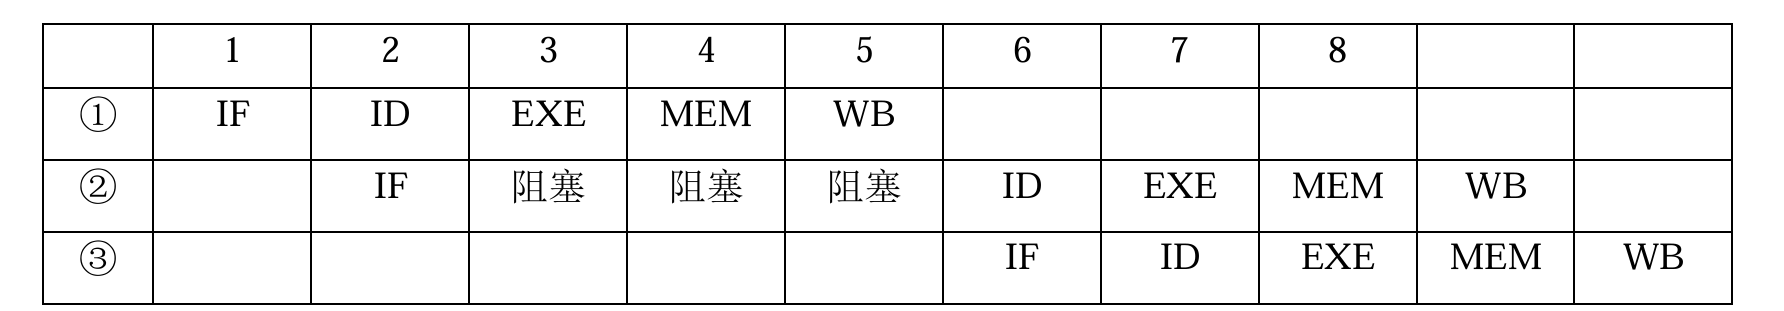 1 2 3 4 5 6 7 8
① IF ID EXE MEM WB
② IF 阻塞 阻塞 阻塞 ID EXE MEM WB
③ IF ID EXE MEM WB